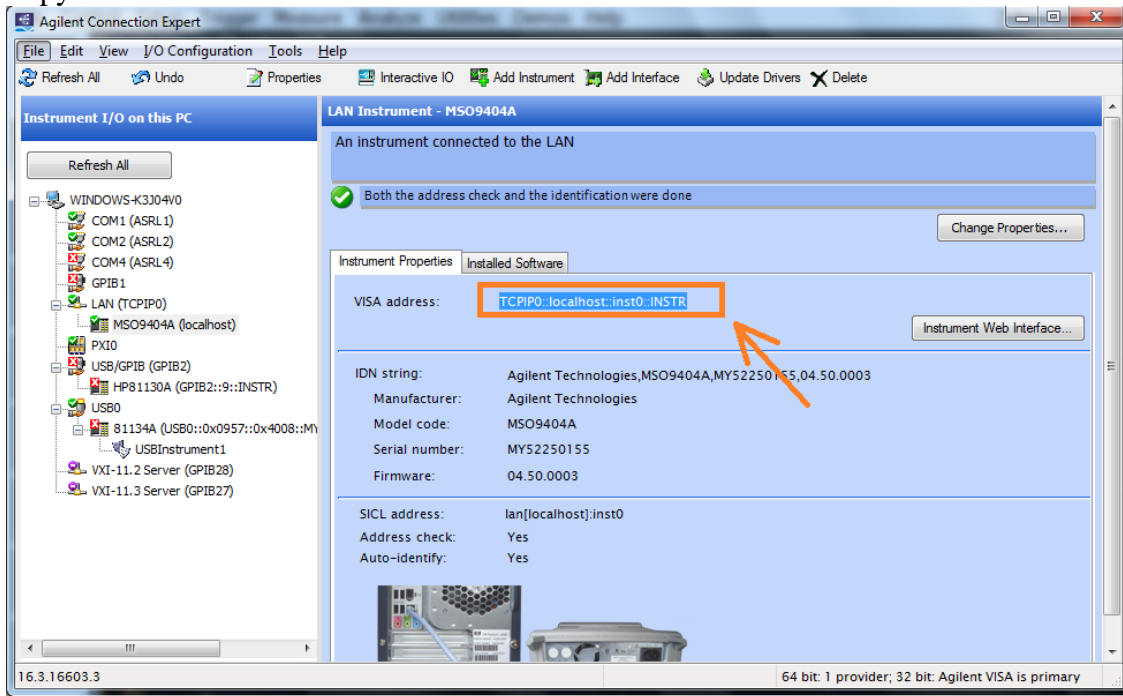 Agilent Connection Expert
File Edit View I/O Configuration Tools Help
Refresh All Undo Properties Interactive IO Add Instrument Add Interface Update Drivers Delete
Instrument I/O on this PC
Refresh All
WINDOWS-K3J04V0
COM1 (ASRL1)
COM2 (ASRL2)
COM4 (ASRL4)
GPIB1
LAN (TCPIP0)
MSO9404A (localhost)
PXI0
USB/GPIB (GPIB2)
HP81130A (GPIB2::9::INSTR)
USB0
81134A (USB0::0x0957::0x4008::MY
USBInstrument1
VXI-11.2 Server (GPIB28)
VXI-11.3 Server (GPIB27)
LAN Instrument - MSO9404A
An instrument connected to the LAN
Both the address check and the identification were done
Change Properties...
Instrument Properties Installed Software
VISA address: TCPIP0::localhost::inst0::INSTR
Instrument Web Interface...
IDN string: Agilent Technologies,MSO9404A,MY52250155,04.50.0003
Manufacturer: Agilent Technologies
Model code: MSO9404A
Serial number: MY52250155
Firmware: 04.50.0003
SICL address: lan[localhost]:inst0
Address check: Yes
Auto-identify: Yes
16.3.16603.3 64 bit: 1 provider; 32 bit: Agilent VISA is primary